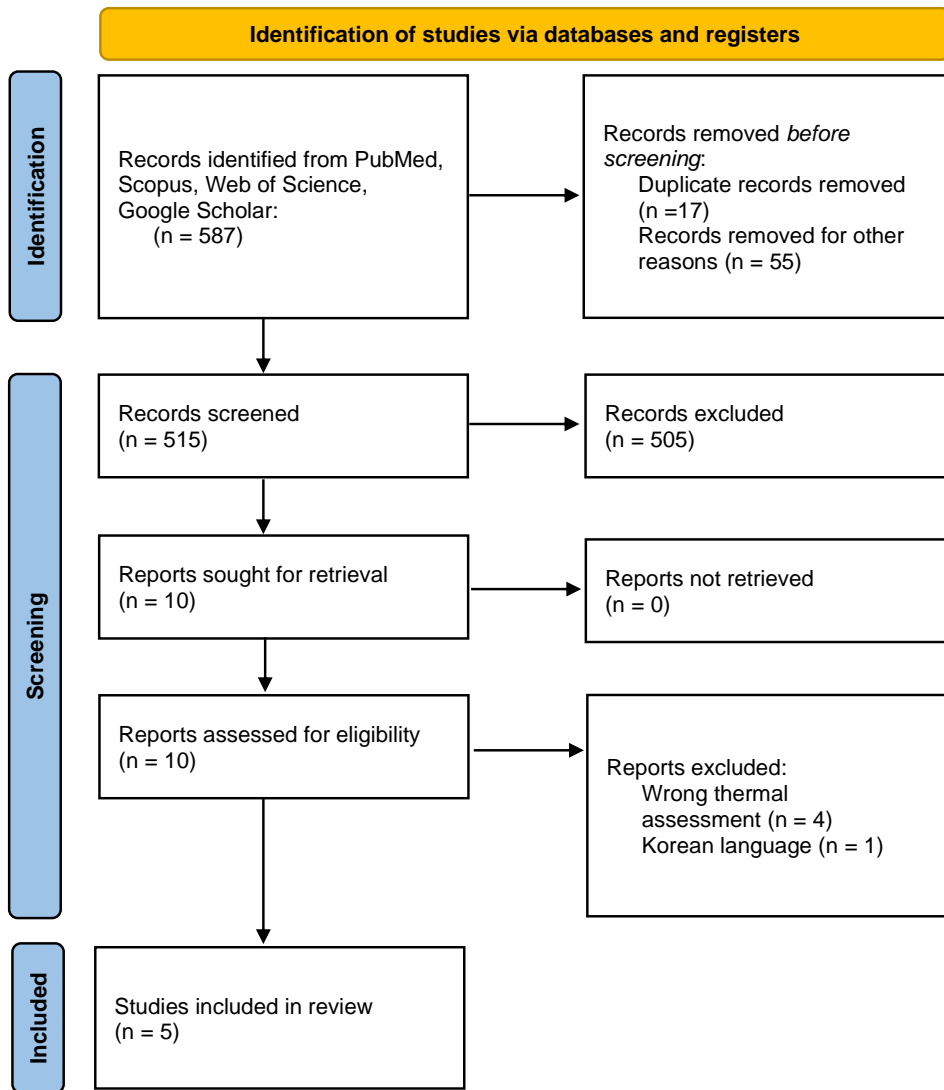 Identification of studies via databases and registers
Identification
Records identified from PubMed,
Scopus, Web of Science,
Google Scholar:
(n = 587)
Records removed before
screening:
Duplicate records removed
(n =17)
Records removed for other
reasons (n = 55)
Screening
Records screened
(n = 515)
Records excluded
(n = 505)
Reports sought for retrieval
(n = 10)
Reports not retrieved
(n = 0)
Reports assessed for eligibility
(n = 10)
Reports excluded:
Wrong thermal
assessment (n = 4)
Korean language (n = 1)
Included
Studies included in review
(n = 5)